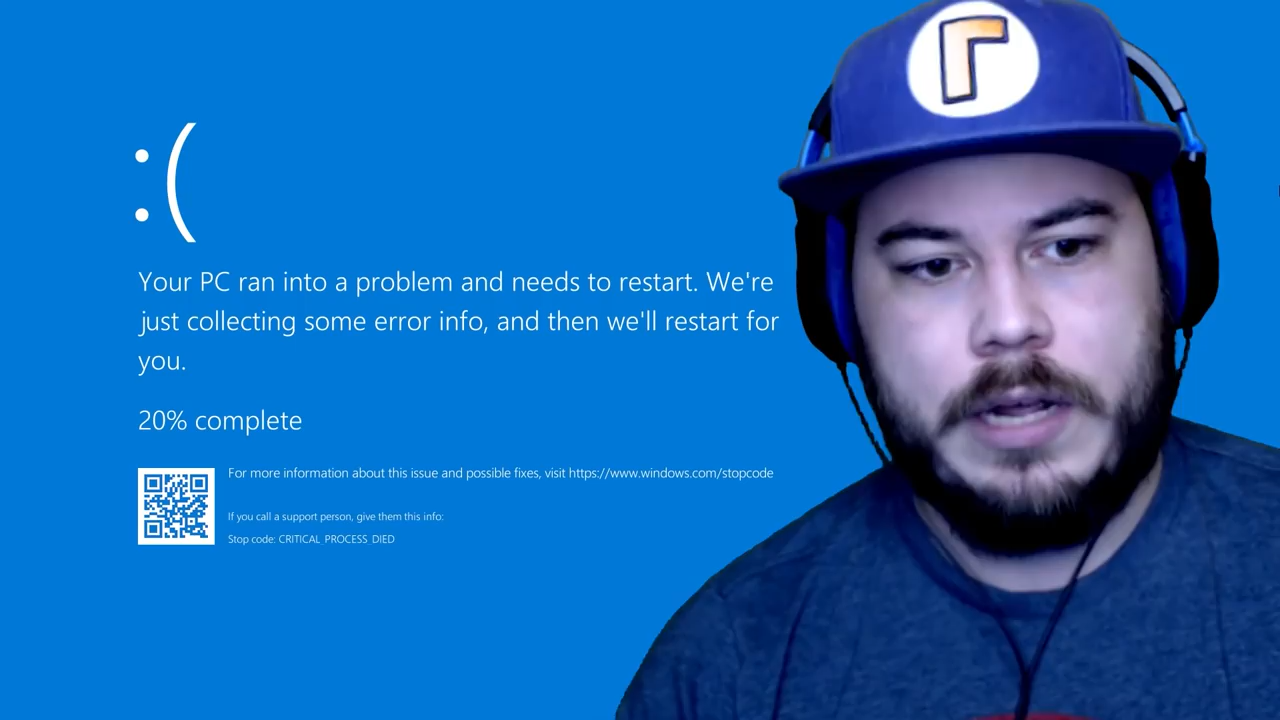 Γ
:(
Your PC ran into a problem and needs to restart. We're
just collecting some error info, and then we'll restart for
you.
20% complete
For more information about this issue and possible fixes, visit https://www.windows.com/stopcode
If you call a support person, give them this info:
Stop code: CRITICAL_PROCESS_DIED